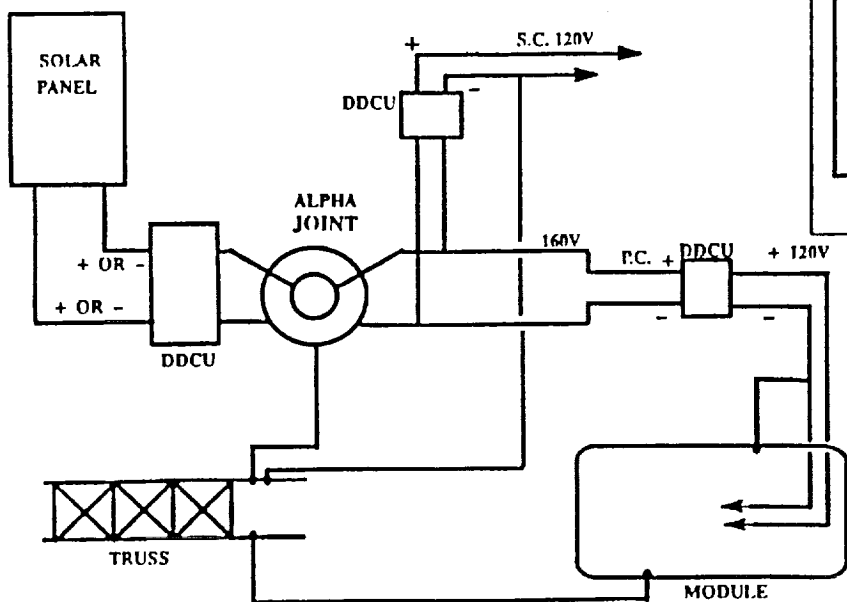 SOLAR
PANEL
+
S.C. 120V
-
DDCU
ALPHA
JOINT
+ OR -
160V
P.C. +
DDCU
+ 120V
+ OR -
-
-
DDCU
TRUSS
MODULE